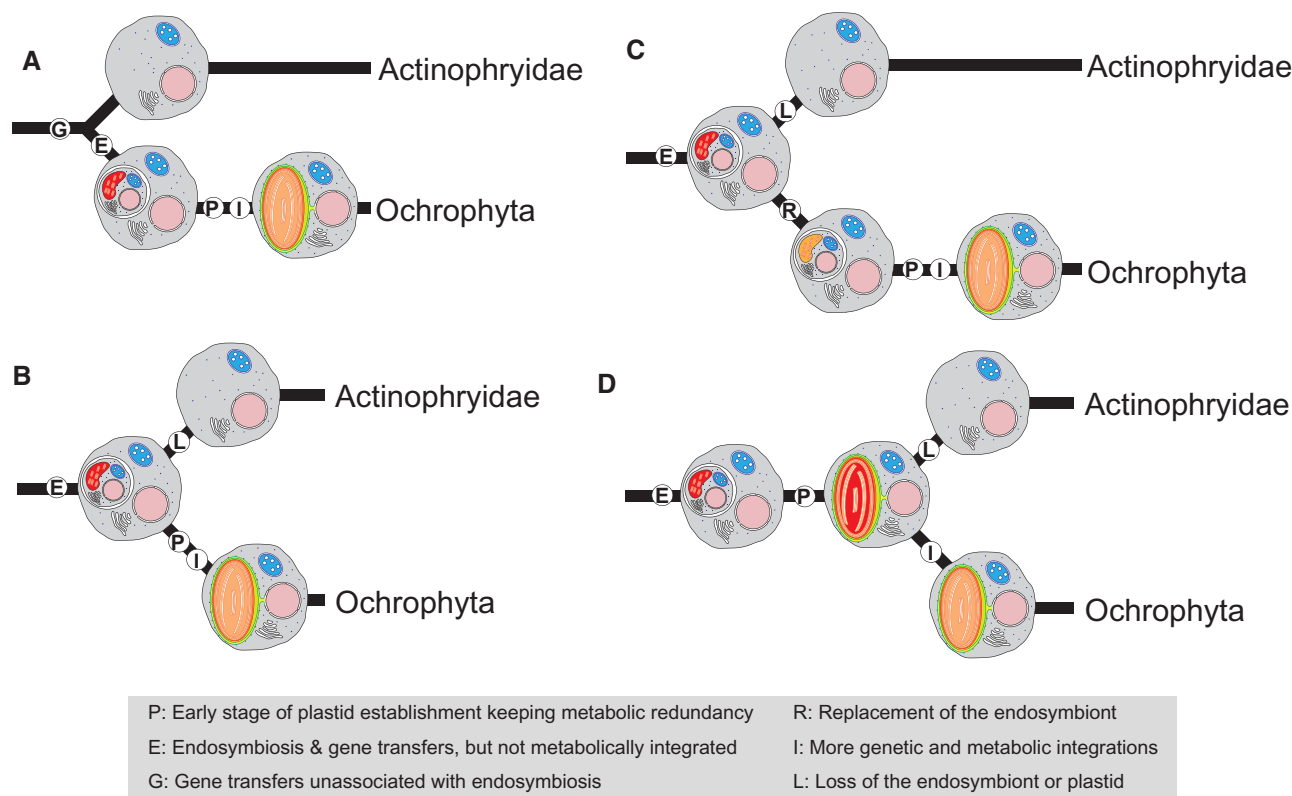 A
Actinophryidae
G
E
P I
Ochrophyta
B
Actinophryidae
L
E
P
I
Ochrophyta
C
Actinophryidae
L
E
R
P I
Ochrophyta
D
Actinophryidae
L
E
P
I
Ochrophyta
P: Early stage of plastid establishment keeping metabolic redundancy
E: Endosymbiosis & gene transfers, but not metabolically integrated
G: Gene transfers unassociated with endosymbiosis
R: Replacement of the endosymbiont
I: More genetic and metabolic integrations
L: Loss of the endosymbiont or plastid